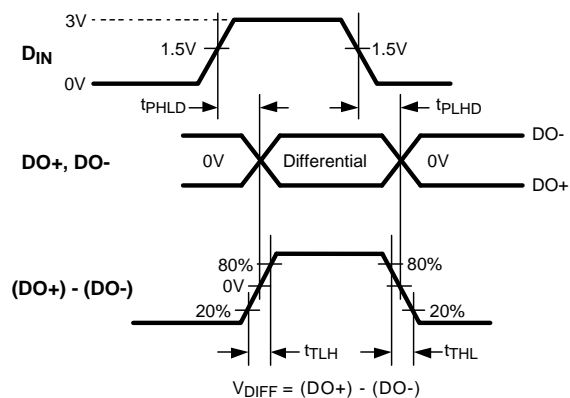 3V
DIN
1.5V
1.5V
0V
tPHLD
tPLHD
DO+, DO-
0V
Differential
0V
DO-
DO+
(DO+) - (DO-)
80%
80%
0V
0V
20%
20%
tTLH
tTHL
VDIFF = (DO+) - (DO-)